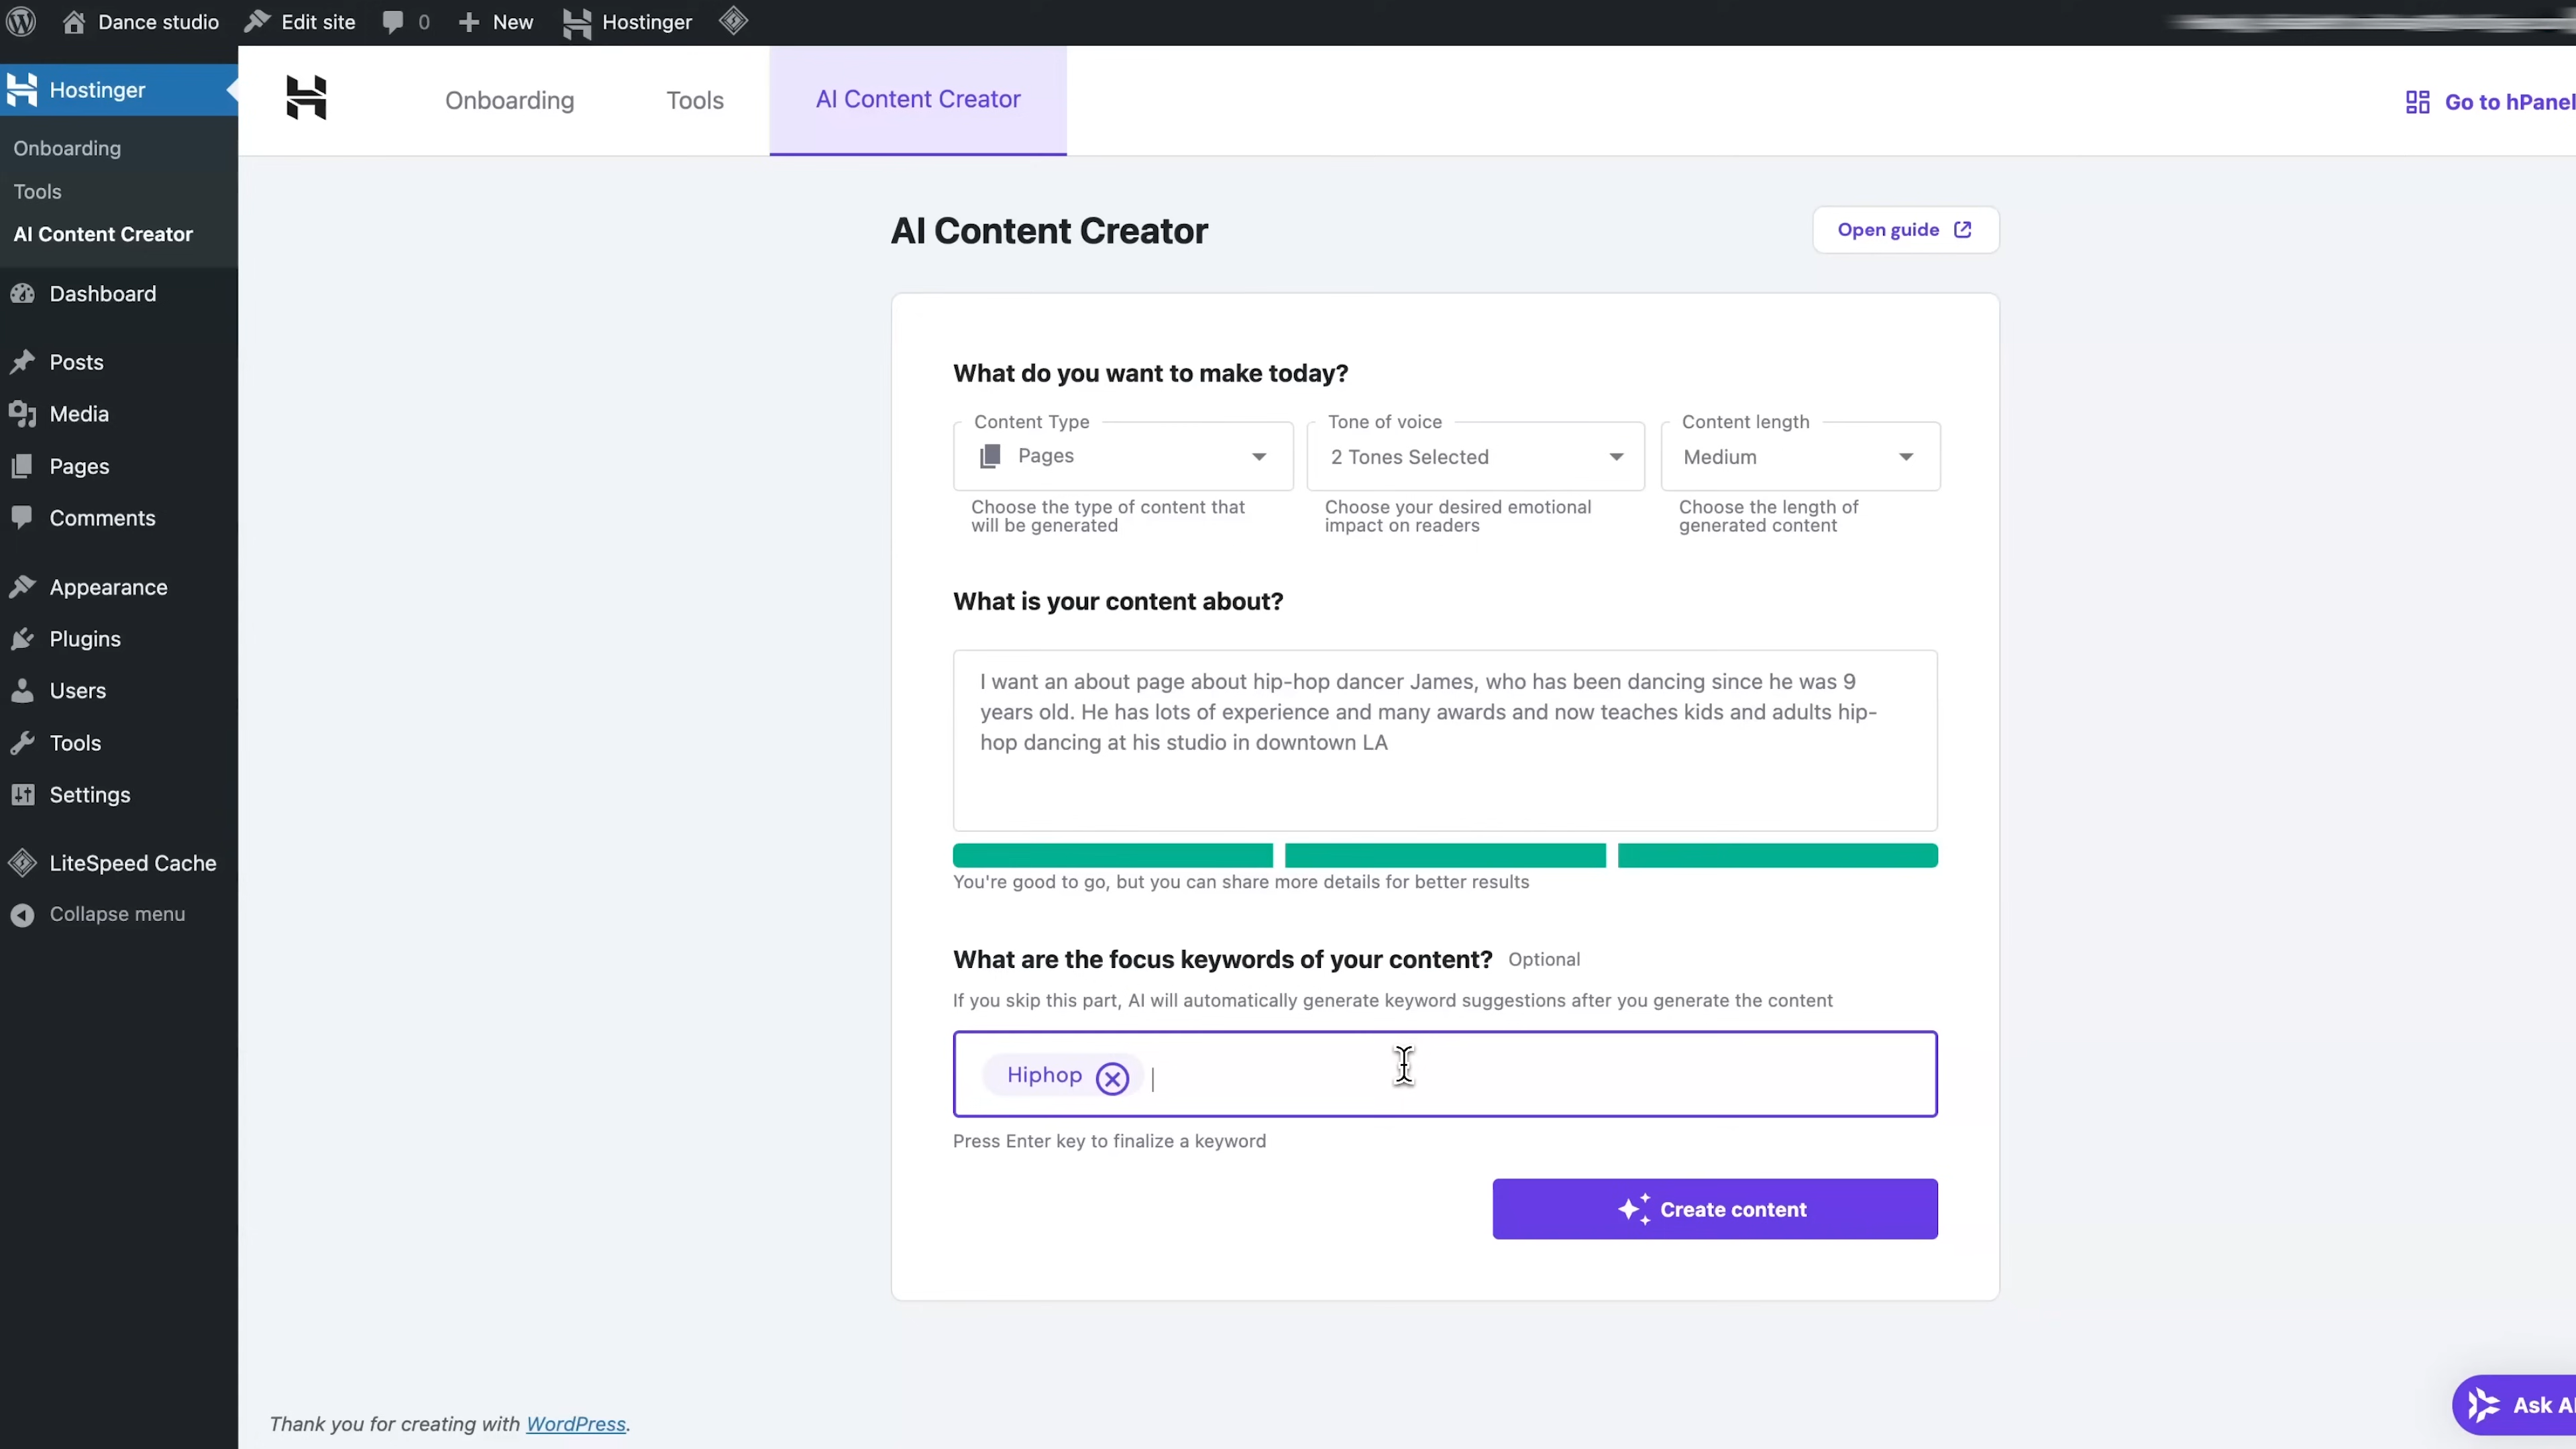 Dance studio
Edit site
0
New
Hostinger
Hostinger
Onboarding
Tools
AI Content Creator
Dashboard
Posts
Media
Pages
Comments
Appearance
Plugins
Users
Tools
Settings
LiteSpeed Cache
Collapse menu
Onboarding
Tools
AI Content Creator
Go to hPanel
AI Content Creator
Open guide
What do you want to make today?
Content Type
Pages
Choose the type of content that
will be generated
Tone of voice
2 Tones Selected
Choose your desired emotional
impact on readers
Content length
Medium
Choose the length of
generated content
What is your content about?
I want an about page about hip-hop dancer James, who has been dancing since he was 9
years old. He has lots of experience and many awards and now teaches kids and adults hip-
hop dancing at his studio in downtown LA
You're good to go, but you can share more details for better results
What are the focus keywords of your content? Optional
If you skip this part, AI will automatically generate keyword suggestions after you generate the content
Hiphop
Press Enter key to finalize a keyword
Create content
Thank you for creating with WordPress.
Ask AI